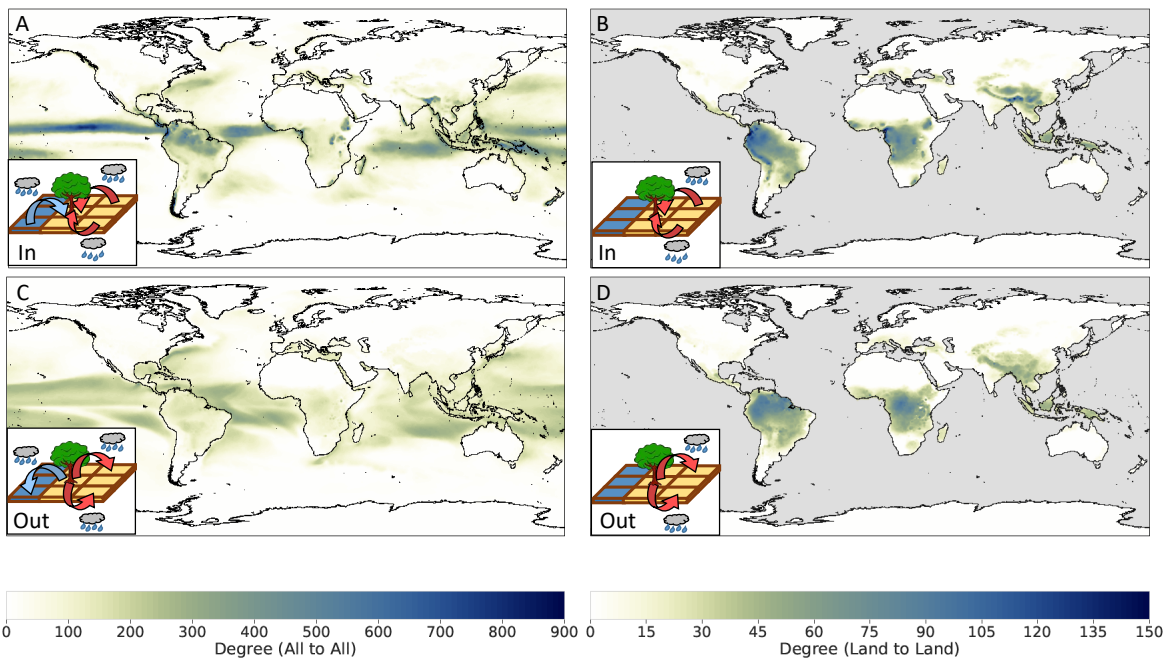 A
B
In
In
C
D
Out
Out
0 100 200 300 400 500 600 700 800 900
Degree (All to All)
0 15 30 45 60 75 90 105 120 135 150
Degree (Land to Land)